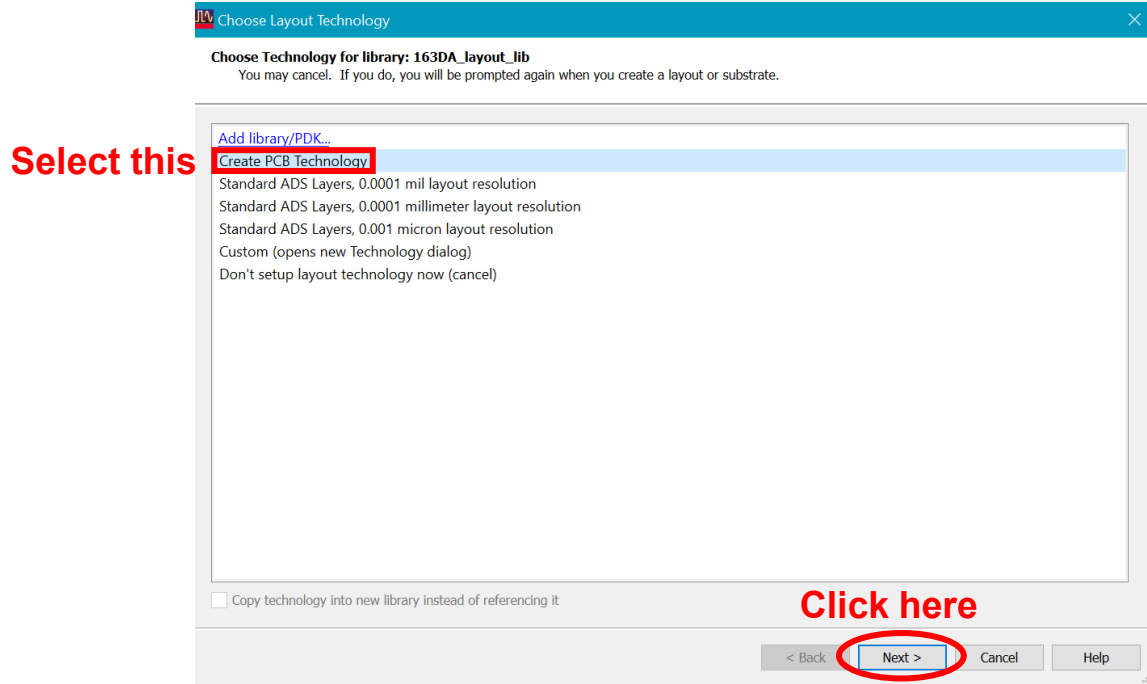 Choose Layout Technology
Choose Technology for library: 163DA_layout_lib
You may cancel. If you do, you will be prompted again when you create a layout or substrate.
Add library/PDK...
Select this
Create PCB Technology
Standard ADS Layers, 0.0001 mil layout resolution
Standard ADS Layers, 0.0001 millimeter layout resolution
Standard ADS Layers, 0.001 micron layout resolution
Custom (opens new Technology dialog)
Don't setup layout technology now (cancel)
Copy technology into new library instead of referencing it
Click here
< Back Next > Cancel Help